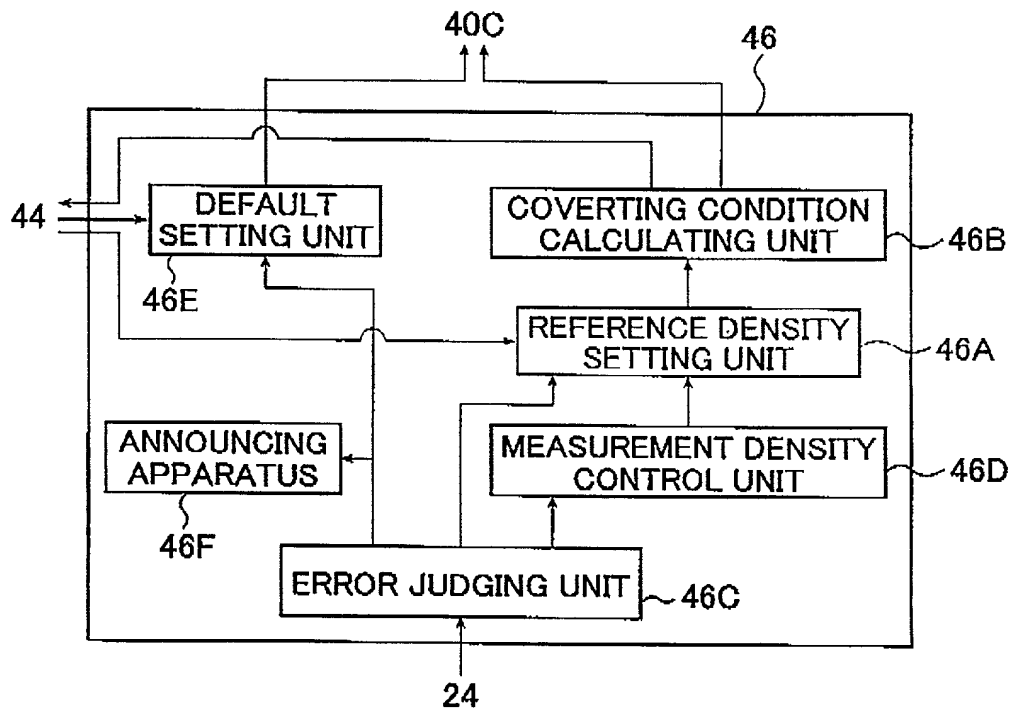 40C
46
44
DEFAULT
SETTING UNIT
46E
COVERTING CONDITION
CALCULATING UNIT
46B
REFERENCE DENSITY
SETTING UNIT
46A
ANNOUNCING
APPARATUS
46F
MEASUREMENT DENSITY
CONTROL UNIT
46D
ERROR JUDGING UNIT
46C
24